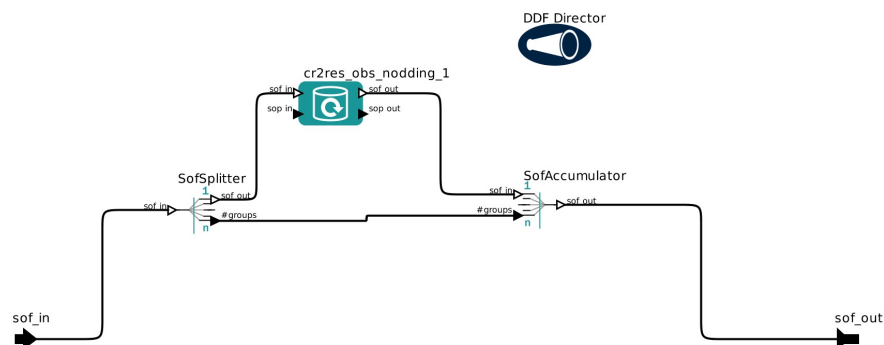 DDF Director
cr2res_obs_nodding_1
sof in
sof out
sop in
sop out
SofSplitter
SofAccumulator
1
sof out
sof in
1
sof in
sof out
#groups
#groups
n
n
sof_in
sof_out